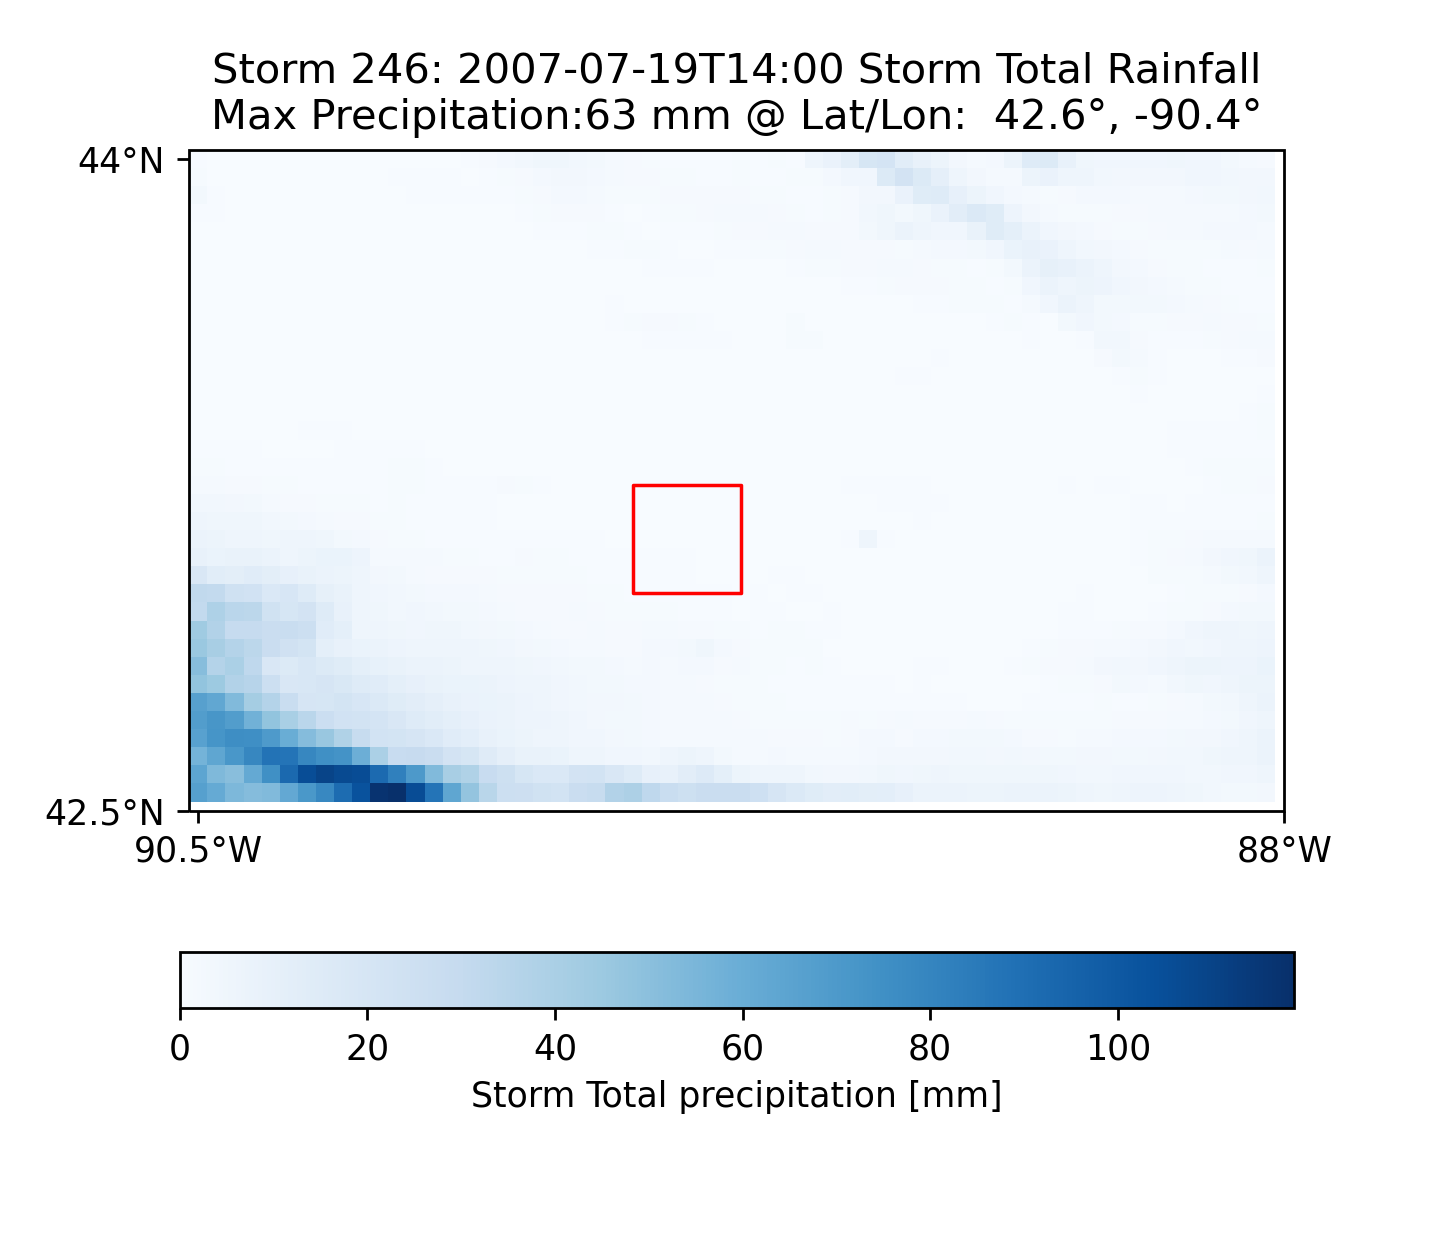 Storm 246: 2007-07-19T14:00 Storm Total Rainfall
Max Precipitation:63 mm @ Lat/Lon:  42.6°, -90.4°
44°N
42.5°N
90.5°W 88°W
0 20 40 60 80 100
Storm Total precipitation [mm]